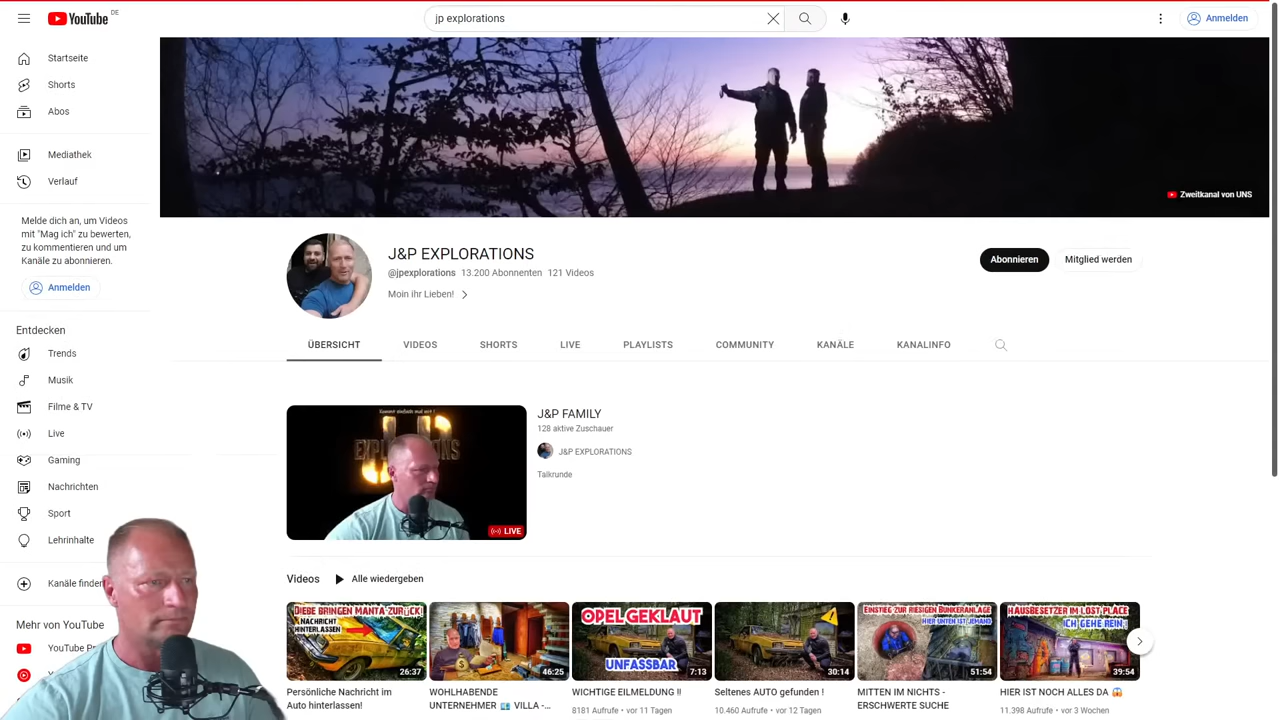 YouTube DE
jp explorations
Anmelden
Startseite
Shorts
Abos
Mediathek
Verlauf
Melde dich an, um Videos
mit "Mag ich" zu bewerten,
zu kommentieren und um
Kanäle zu abonnieren.
Anmelden
Entdecken
Trends
Musik
Filme & TV
Live
Gaming
Nachrichten
Sport
Lehrinhalte
Kanäle finden
Mehr von YouTube
YouTube Pr
Zweitkanal von UNS
J&P EXPLORATIONS
@jpexplorations 13.200 Abonnenten 121 Videos
Moin ihr Lieben!
Abonnieren
Mitglied werden
ÜBERSICHT VIDEOS SHORTS LIVE PLAYLISTS COMMUNITY KANÄLE KANALINFO
EXPLORATIONS
LIVE
J&P FAMILY
128 aktive Zuschauer
J&P EXPLORATIONS
Talkrunde
Videos
Alle wiedergeben
DIEBE BRINGEN MANTA ZURÜCK!
NACHRICHT
HINTERLASSEN
26:37
Persönliche Nachricht im
Auto hinterlassen!
46:25
WOHLHABENDE
UNTERNEHMER 💶 VILLA -...
OPEL GEKLAUT
UNFASSBAR
7:13
WICHTIGE EILMELDUNG !!
8181 Aufrufe • vor 11 Tagen
30:14
Seltenes AUTO gefunden !
10.460 Aufrufe • vor 12 Tagen
EINSTIEG ZUR RIESIGEN BUNKERANLAGE
HIER UNTEN IST JEMAND
51:54
MITTEN IM NICHTS -
ERSCHWERTE SUCHE
HAUSBESETZER IM LOST PLACE
ICH GEHE REIN!
39:54
HIER IST NOCH ALLES DA 😱
11.398 Aufrufe • vor 3 Wochen